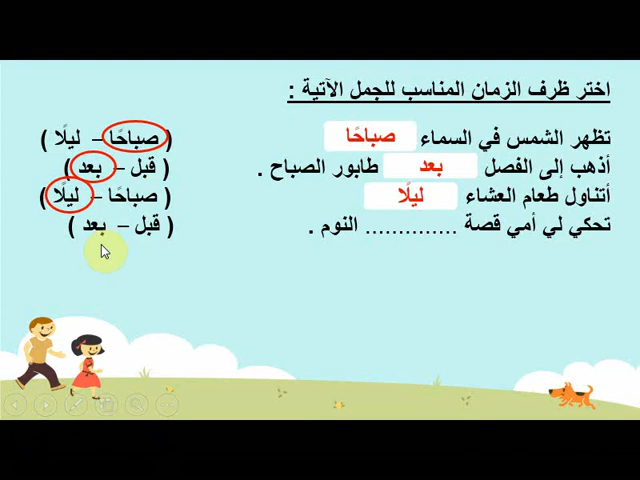 اختر ظرف الزمان المناسب للجمل الآتية :
تظهر الشمس في السماء صباحًا ( صباحًا – ليلًا )
أذهب إلى الفصل بعد طابور الصباح . ( قبل – بعد )
أتناول طعام العشاء ليلًا ( صباحًا – ليلًا )
تحكي لي أمي قصة .............. النوم . ( قبل – بعد )